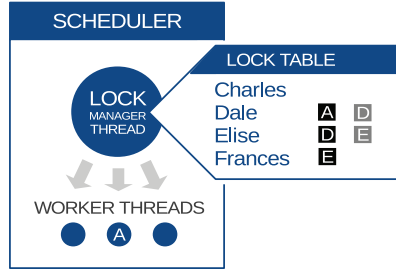 SCHEDULER
LOCK
MANAGER
THREAD
WORKER THREADS
A
LOCK TABLE
Charles
Dale A D
Elise D E
Frances E